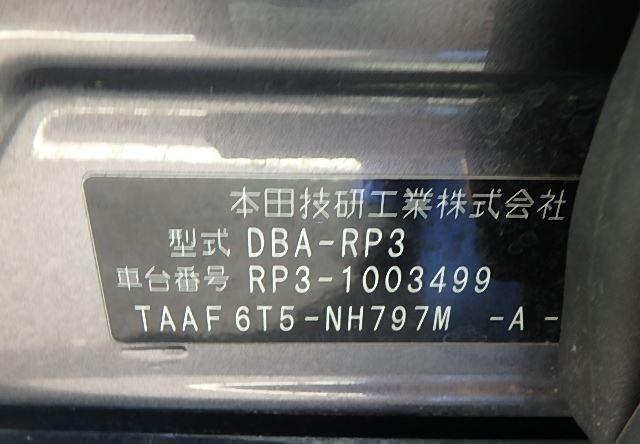 本田技研工業株式会社
型式 DBA-RP3
車台番号 RP3-1003499
TAAF6T5-NH797M -A-